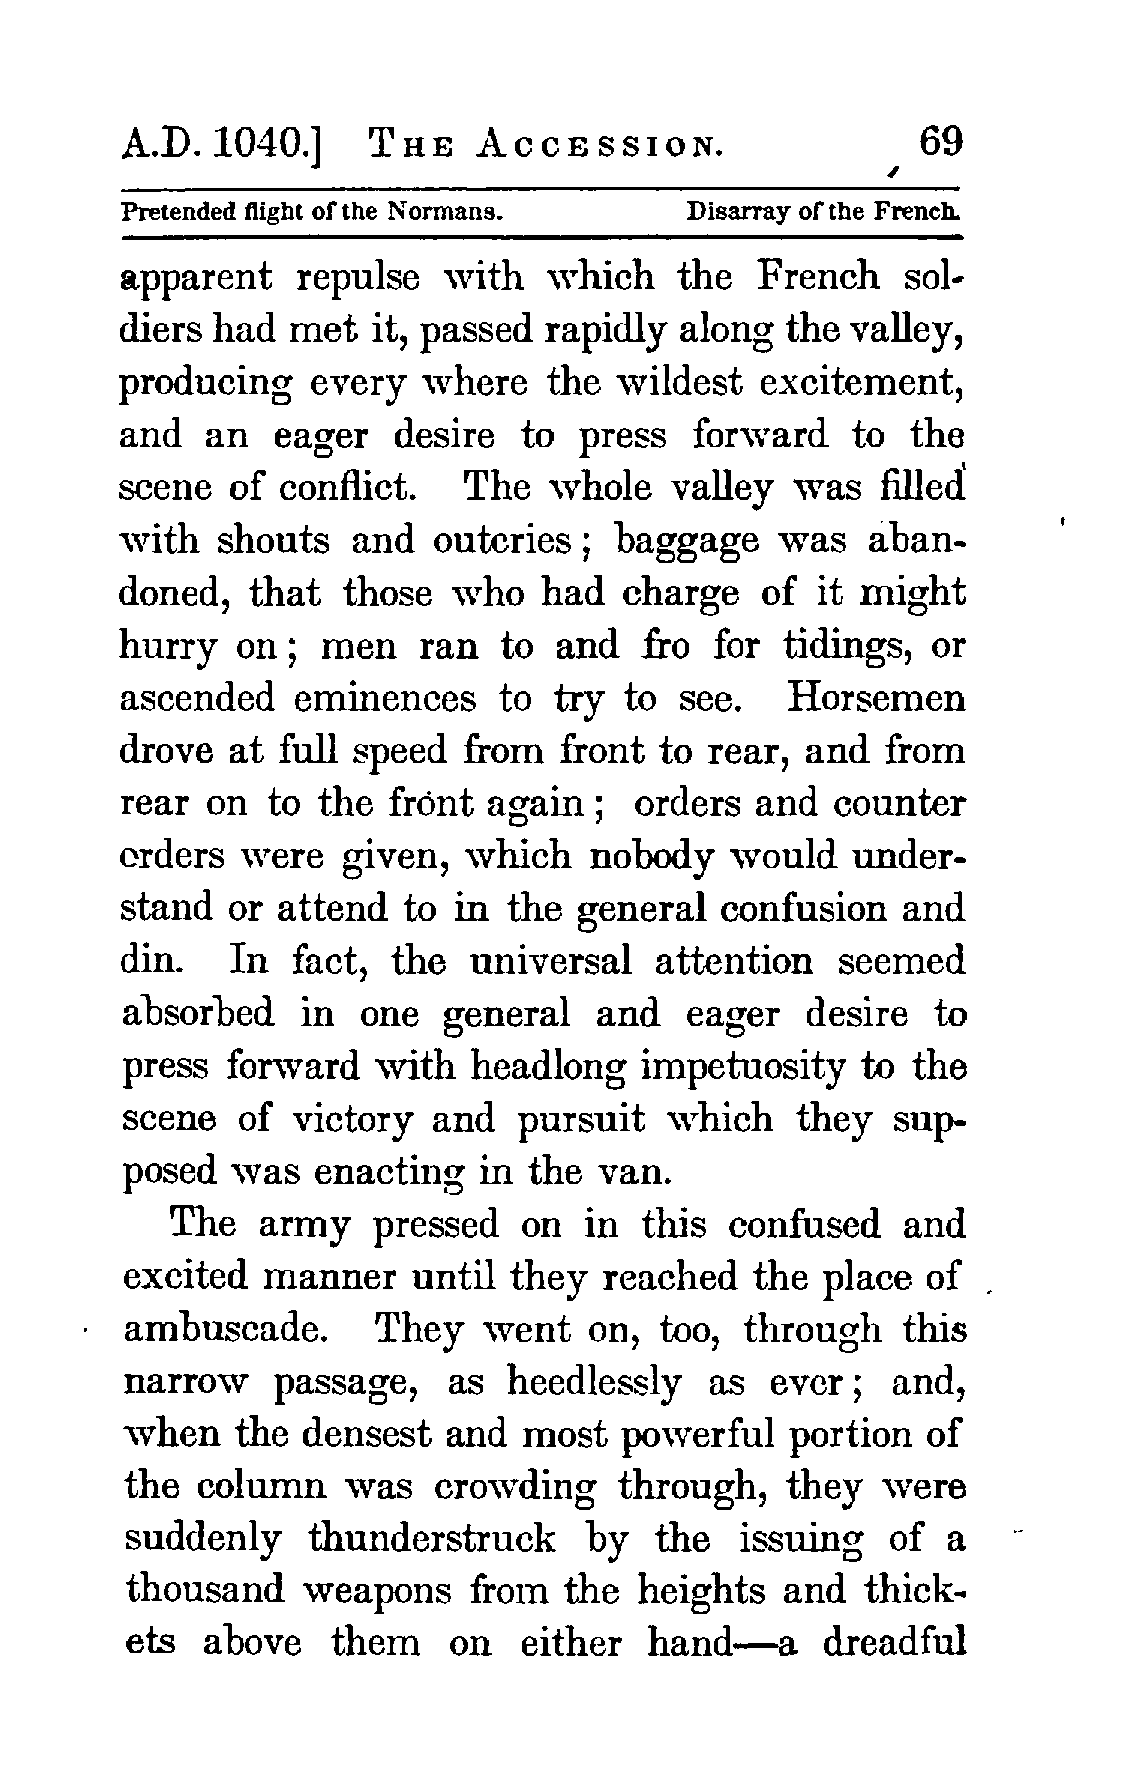 A.D. 1040.] THE ACCESSION. 69
Pretended flight of the Normans. Disarray of the French.
apparent repulse with which the French sol-
diers had met it, passed rapidly along the valley,
producing every where the wildest excitement,
and an eager desire to press forward to the
scene of conflict. The whole valley was filled
with shouts and outcries; baggage was aban-
doned, that those who had charge of it might
hurry on; men ran to and fro for tidings, or
ascended eminences to try to see. Horsemen
drove at full speed from front to rear, and from
rear on to the front again; orders and counter
orders were given, which nobody would under-
stand or attend to in the general confusion and
din. In fact, the universal attention seemed
absorbed in one general and eager desire to
press forward with headlong impetuosity to the
scene of victory and pursuit which they sup-
posed was enacting in the van.
The army pressed on in this confused and
excited manner until they reached the place of
ambuscade. They went on, too, through this
narrow passage, as heedlessly as ever; and,
when the densest and most powerful portion of
the column was crowding through, they were
suddenly thunderstruck by the issuing of a
thousand weapons from the heights and thick-
ets above them on either hand—a dreadful